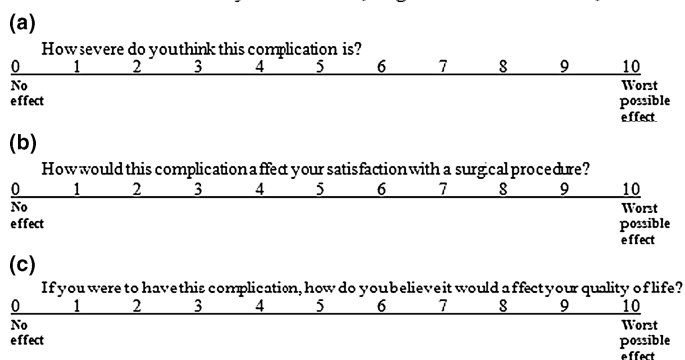 (a)
How severe do you think this complication is?
0 1 2 3 4 5 6 7 8 9 10
No Worst
effect possible
effect
(b)
How would this complication affect your satisfaction with a surgical procedure?
0 1 2 3 4 5 6 7 8 9 10
No Worst
effect possible
effect
(c)
If you were to have this complication, how do you believe it would affect your quality of life?
0 1 2 3 4 5 6 7 8 9 10
No Worst
effect possible
effect